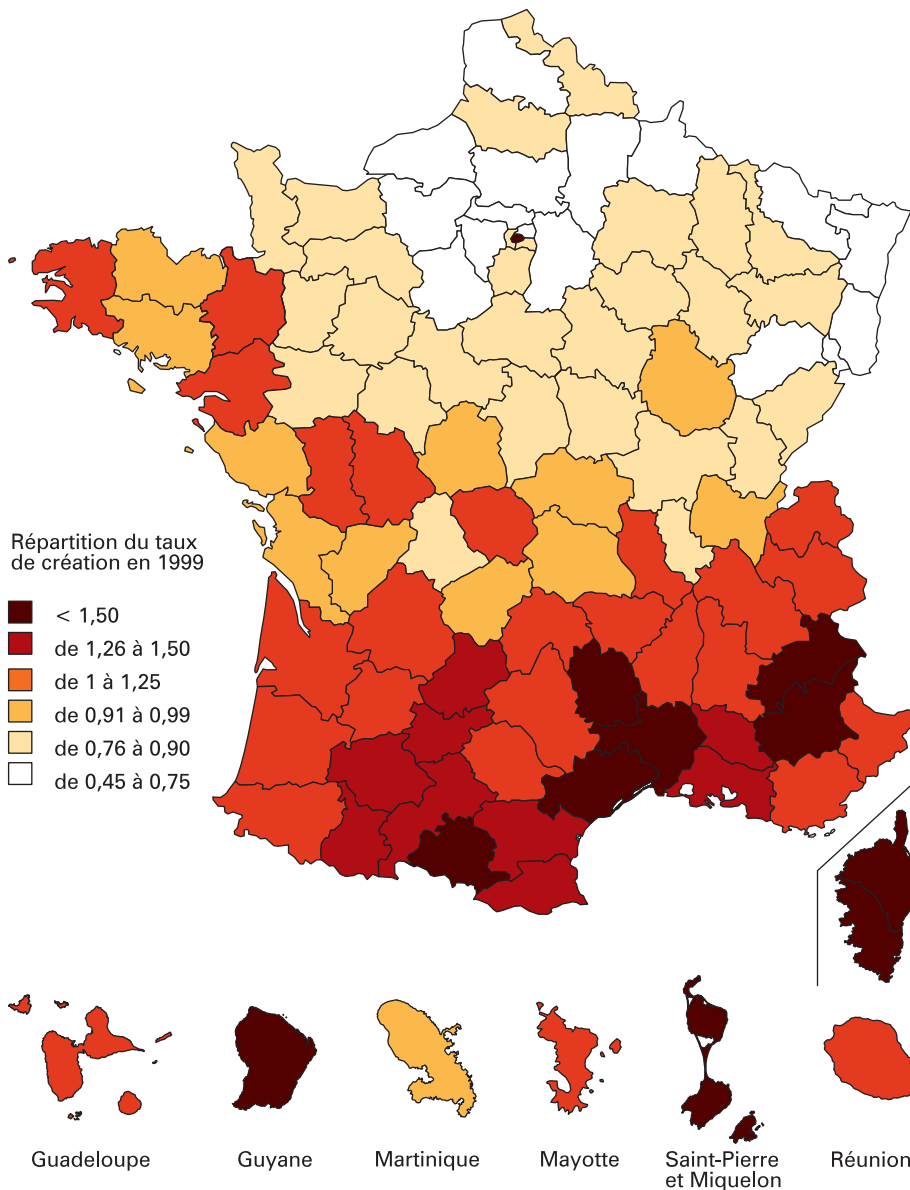 Répartition du taux
de création en 1999
< 1,50
de 1,26 à 1,50
de 1 à 1,25
de 0,91 à 0,99
de 0,76 à 0,90
de 0,45 à 0,75
Guadeloupe
Guyane
Martinique
Mayotte
Saint-Pierre
et Miquelon
Réunion